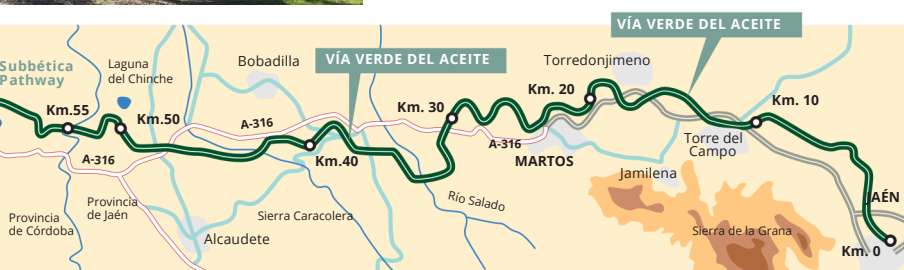 VÍA VERDE DEL ACEITE
VÍA VERDE DEL ACEITE
Subbética
Pathway
Laguna
del Chinche
Bobadilla
Torredonjimeno
Km.55
Km.50
A-316
Km. 30
Km. 20
Km. 10
A-316
Km.40
A-316
MARTOS
Torre del
Campo
Jamilena
JAÉN
Provincia
de Córdoba
Provincia
de Jaén
Sierra Caracolera
Río Salado
Alcaudete
Sierra de la Grana
Km. 0